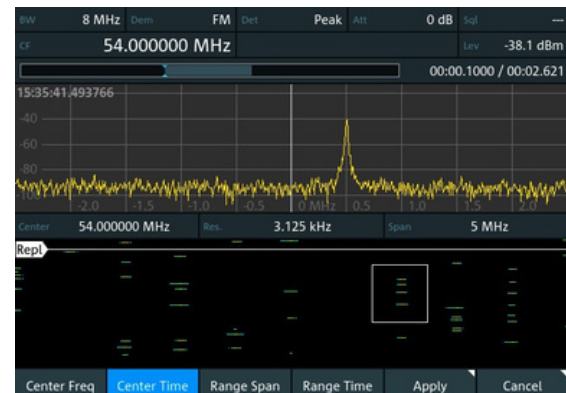 BW 8 MHz Dem FM Det Peak Att 0 dB Sql ---
CF 54.000000 MHz Lev -38.1 dBm
00:00.1000 / 00:02.621
15:35:41.493766
-40
-60
-80
-100
-2.0 -1.5 -1.0 -0.5 0 MHz 0.5 1.0 1.5 2.0
Center 54.000000 MHz Res. 3.125 kHz Span 5 MHz
Repl
Center Freq Center Time Range Span Range Time Apply Cancel